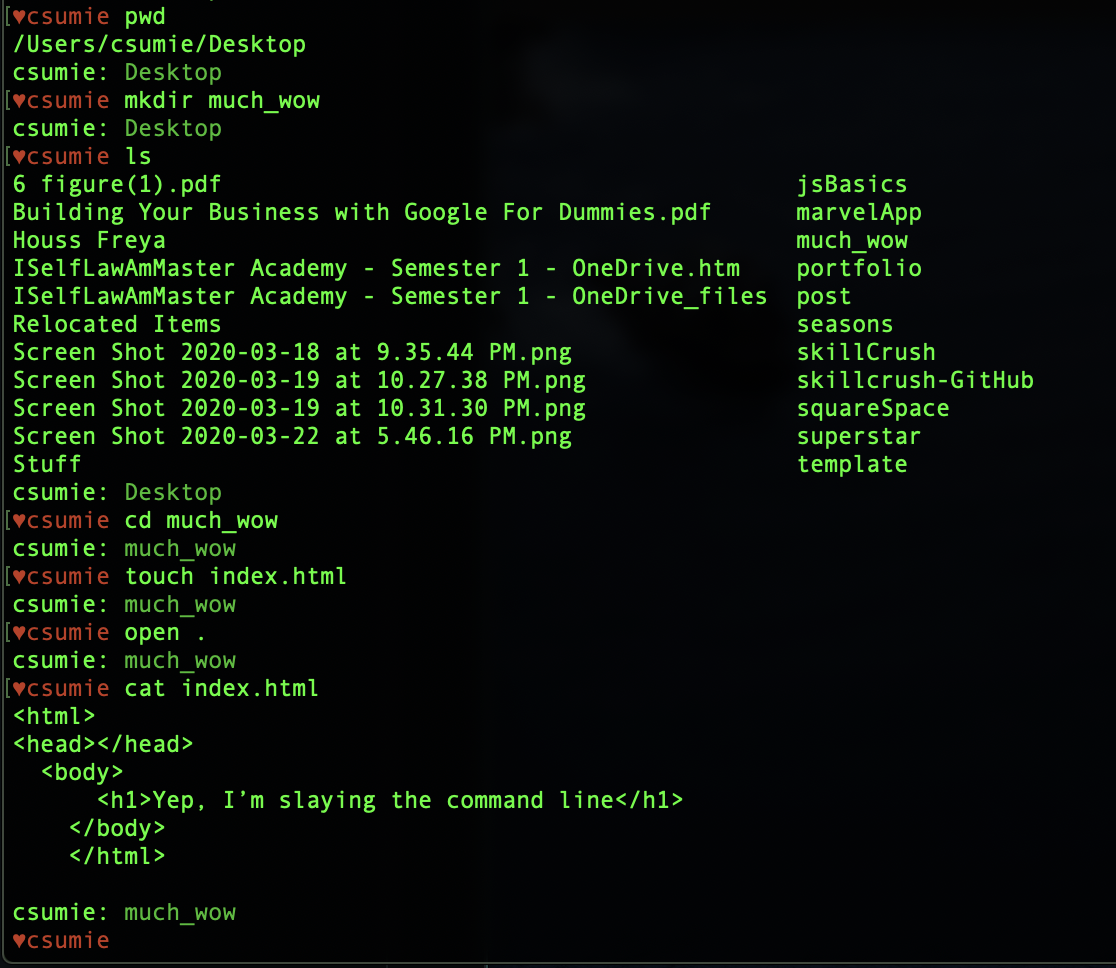 [♥csumie pwd
/Users/csumie/Desktop
csumie: Desktop
[♥csumie mkdir much_wow
csumie: Desktop
[♥csumie ls
6 figure(1).pdf jsBasics
Building Your Business with Google For Dummies.pdf marvelApp
Houss Freya much_wow
ISelfLawAmMaster Academy - Semester 1 - OneDrive.htm portfolio
ISelfLawAmMaster Academy - Semester 1 - OneDrive_files post
Relocated Items seasons
Screen Shot 2020-03-18 at 9.35.44 PM.png skillCrush
Screen Shot 2020-03-19 at 10.27.38 PM.png skillcrush-GitHub
Screen Shot 2020-03-19 at 10.31.30 PM.png squareSpace
Screen Shot 2020-03-22 at 5.46.16 PM.png superstar
Stuff template
csumie: Desktop
[♥csumie cd much_wow
csumie: much_wow
[♥csumie touch index.html
csumie: much_wow
[♥csumie open .
csumie: much_wow
[♥csumie cat index.html
<html>
<head></head>
  <body>
      <h1>Yep, I’m slaying the command line</h1>
    </body>
    </html>

csumie: much_wow
♥csumie